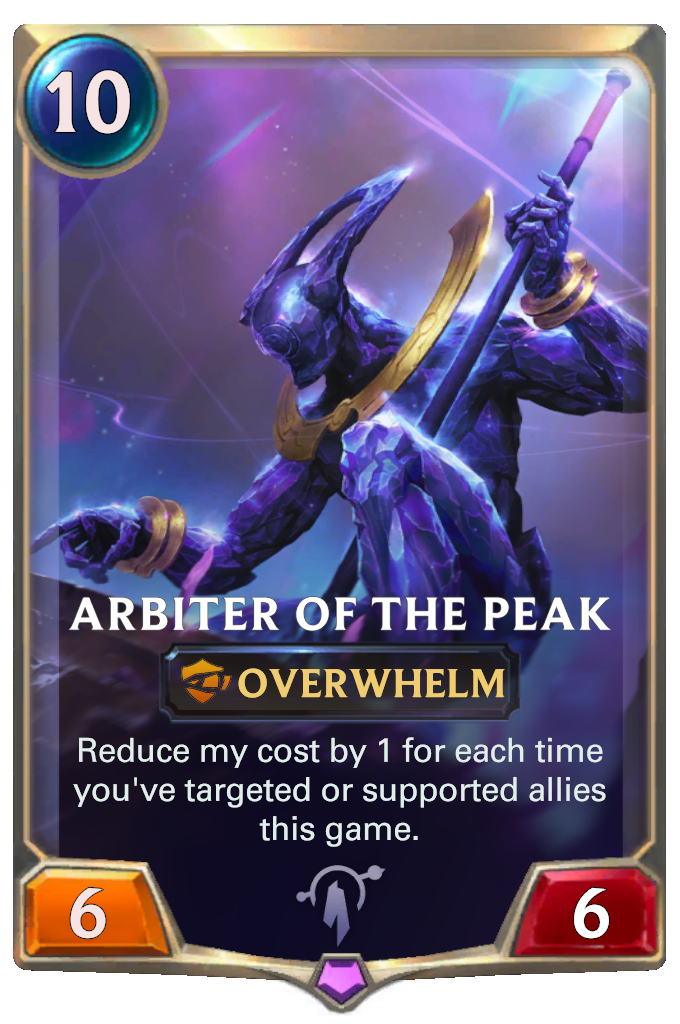 10
ARBITER OF THE PEAK
OVERWHELM
Reduce my cost by 1 for each time
you've targeted or supported allies
this game.
6
6